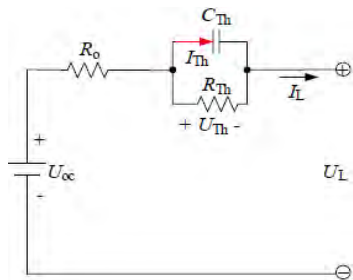 C_Th
R_o
I_Th
R_Th
I_L
+ U_Th -
+
U_oc
-
U_L
+
−